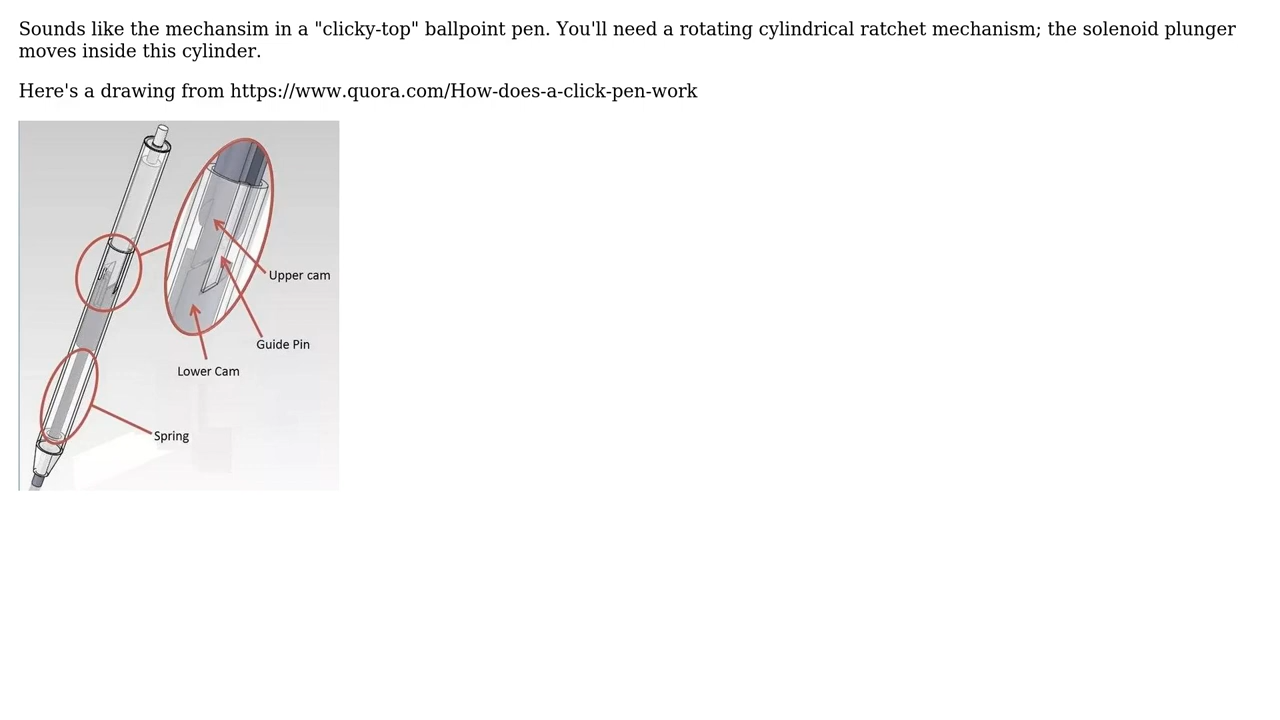 Sounds like the mechansim in a "clicky-top" ballpoint pen. You'll need a rotating cylindrical ratchet mechanism; the solenoid plunger
moves inside this cylinder.
Here's a drawing from https://www.quora.com/How-does-a-click-pen-work
Upper cam
Guide Pin
Lower Cam
Spring